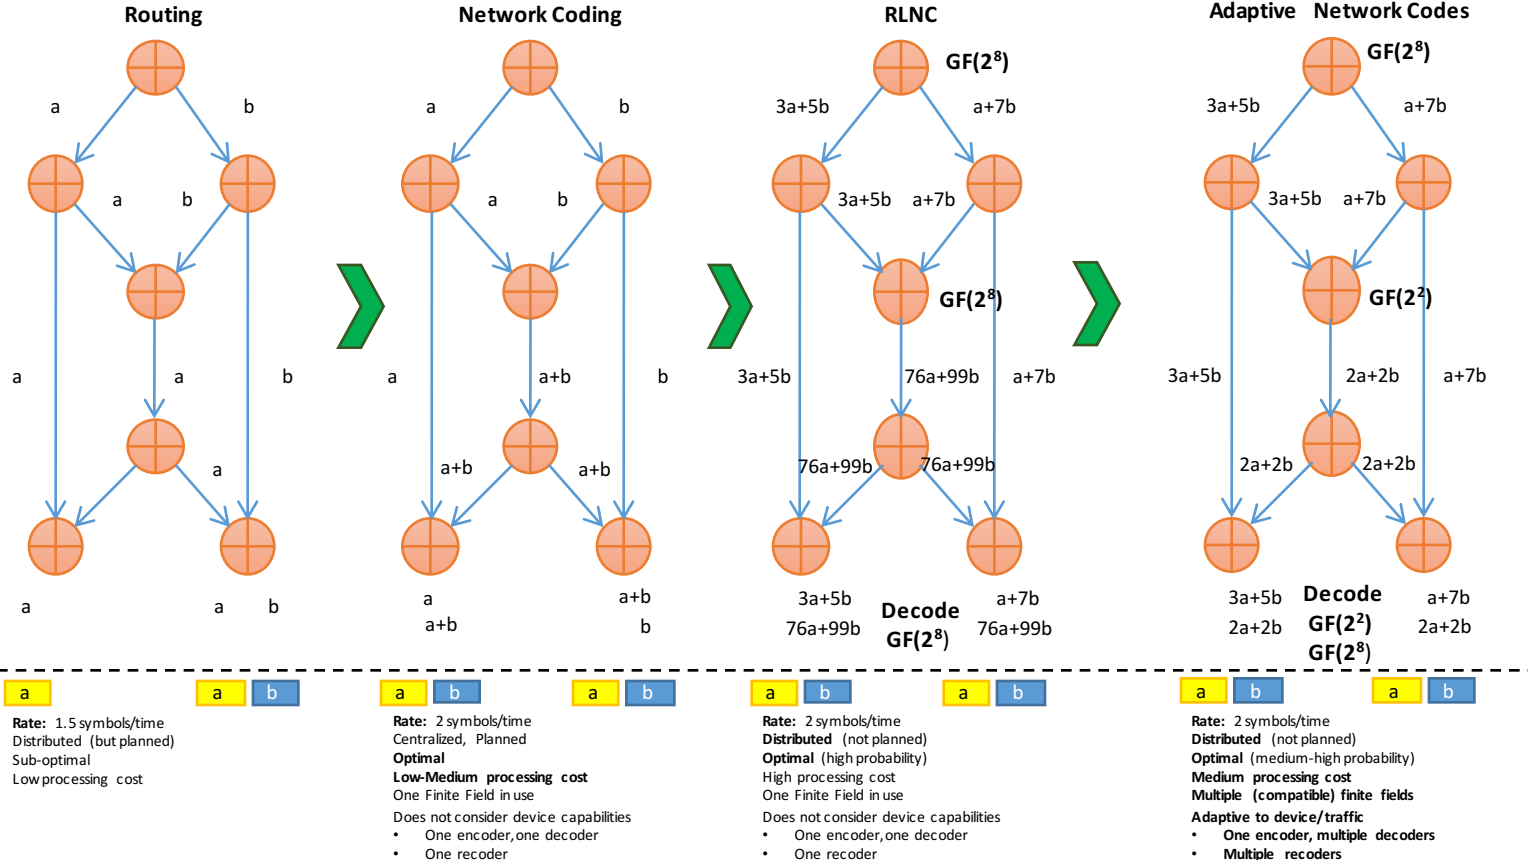 Routing
a
b
a
b
a
a
b
a
a
a
b
a
a
b
Rate: 1.5 symbols/time
Distributed (but planned)
Sub-optimal
Low processing cost
Network Coding
a
b
a
b
a
a+b
b
a+b
a+b
a
a+b
a+b
b
a
b
a
b
Rate: 2 symbols/time
Centralized, Planned
Optimal
Low-Medium processing cost
One Finite Field in use
Does not consider device capabilities
• One encoder, one decoder
• One recoder
RLNC
GF(2⁸)
3a+5b
a+7b
3a+5b
a+7b
GF(2⁸)
3a+5b
76a+99b
a+7b
76a+99b
76a+99b
3a+5b
76a+99b
Decode
GF(2⁸)
a+7b
76a+99b
a
b
a
b
Rate: 2 symbols/time
Distributed (not planned)
Optimal (high probability)
High processing cost
One Finite Field in use
Does not consider device capabilities
• One encoder, one decoder
• One recoder
Adaptive Network Codes
GF(2⁸)
3a+5b
a+7b
3a+5b
a+7b
GF(2²)
3a+5b
2a+2b
a+7b
2a+2b
2a+2b
3a+5b
2a+2b
Decode
GF(2²)
GF(2⁸)
a+7b
2a+2b
a
b
a
b
Rate: 2 symbols/time
Distributed (not planned)
Optimal (medium-high probability)
Medium processing cost
Multiple (compatible) finite fields
Adaptive to device/traffic
• One encoder, multiple decoders
• Multiple recoders